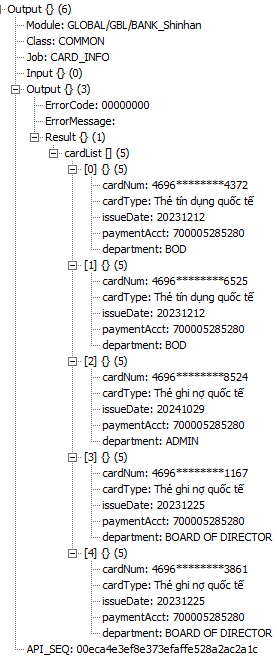 Output {} (6)
Module: GLOBAL/GBL/BANK_Shinhan
Class: COMMON
Job: CARD_INFO
Input {} (0)
Output {} (3)
ErrorCode: 00000000
ErrorMessage:
Result {} (1)
cardList [] (5)
[0] {} (5)
cardNum: 4696********4372
cardType: Thẻ tín dụng quốc tế
issueDate: 20231212
paymentAcct: 700005285280
department: BOD
[1] {} (5)
cardNum: 4696********6525
cardType: Thẻ tín dụng quốc tế
issueDate: 20231212
paymentAcct: 700005285280
department: BOD
[2] {} (5)
cardNum: 4696********8524
cardType: Thẻ ghi nợ quốc tế
issueDate: 20241029
paymentAcct: 700005285280
department: ADMIN
[3] {} (5)
cardNum: 4696********1167
cardType: Thẻ ghi nợ quốc tế
issueDate: 20231225
paymentAcct: 700005285280
department: BOARD OF DIRECTOR
[4] {} (5)
cardNum: 4696********3861
cardType: Thẻ ghi nợ quốc tế
issueDate: 20231225
paymentAcct: 700005285280
department: BOARD OF DIRECTOR
API_SEQ: 00eca4e3ef8e373efaffe528a2ac2a1c